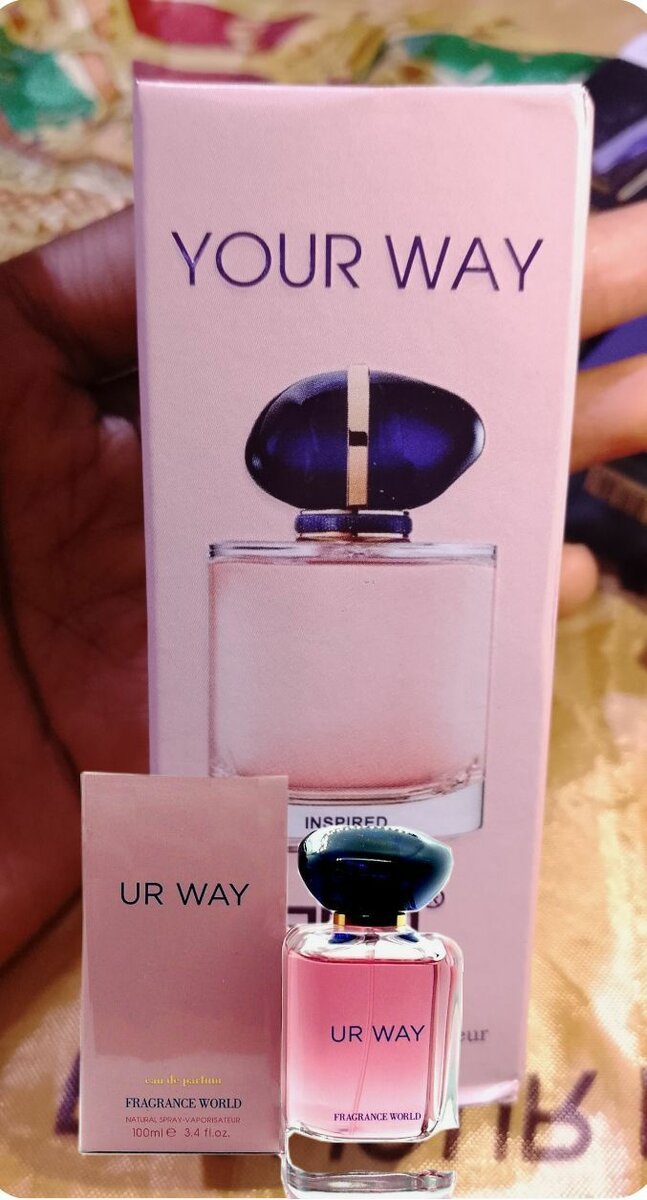 YOUR WAY
INSPIRED
®
UR WAY
eau de parfum
FRAGRANCE WORLD
NATURAL SPRAY-VAPORISATEUR
100ml ℮ 3.4 fl.oz.
UR WAY
FRAGRANCE WORLD